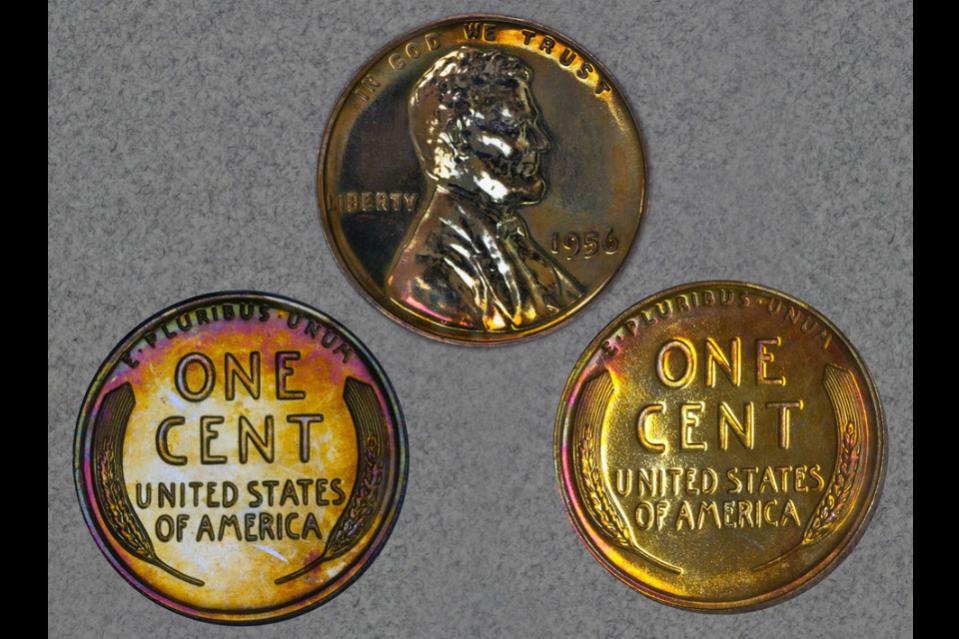 IN GOD WE TRUST
LIBERTY
1956
E·PLURIBUS·UNUM
ONE
CENT
UNITED STATES
OF AMERICA
E·PLURIBUS·UNUM
ONE
CENT
UNITED STATES
OF AMERICA